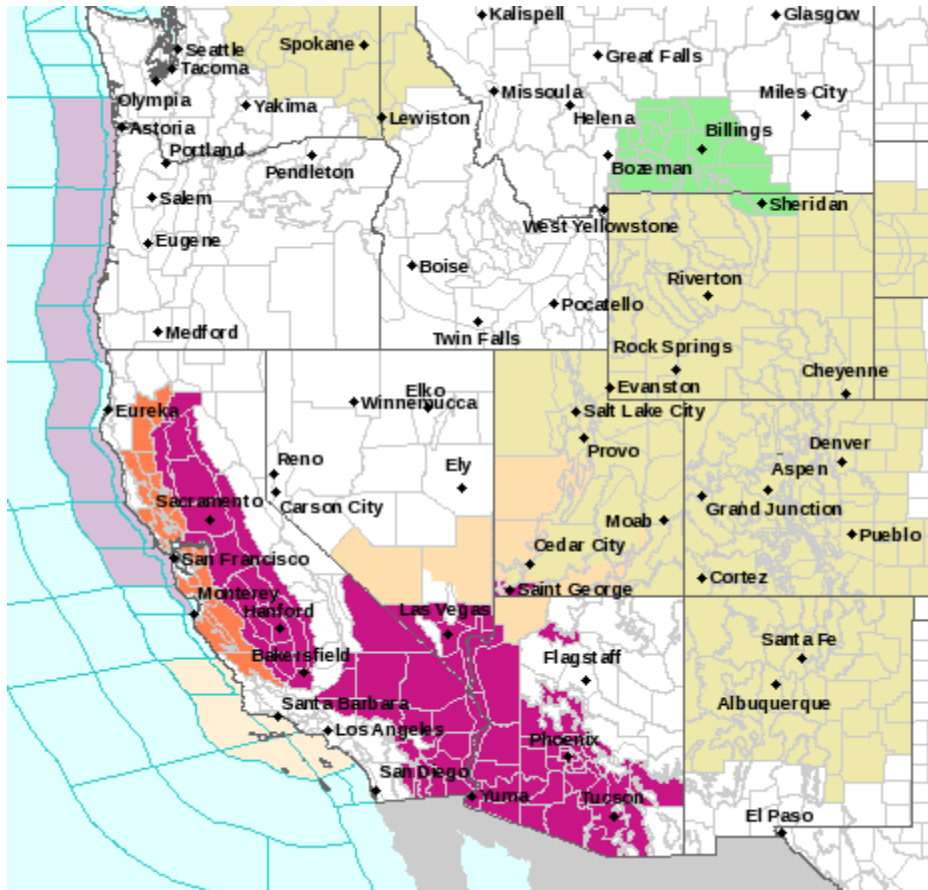 Kalispell
Glasgow
Spokane
Seattle
Great Falls
Tacoma
Missoula
Miles City
Olympia
Yakima
Helena
Lewiston
Astoria
Billings
Portland
Pendleton
Bozeman
Salem
Sheridan
West Yellowstone
Eugene
Boise
Riverton
Pocatello
Medford
Twin Falls
Rock Springs
Cheyenne
Evanston
Elko
Winnemucca
Eureka
Salt Lake City
Provo
Denver
Reno
Ely
Aspen
Sacramento
Carson City
Grand Junction
Moab
Pueblo
Cedar City
San Francisco
Cortez
Saint George
Monterey
Hanford
Las Vegas
Santa Fe
Bakersfield
Flagstaff
Albuquerque
Santa Barbara
Los Angeles
Phoenix
San Diego
Yuma
Tucson
El Paso